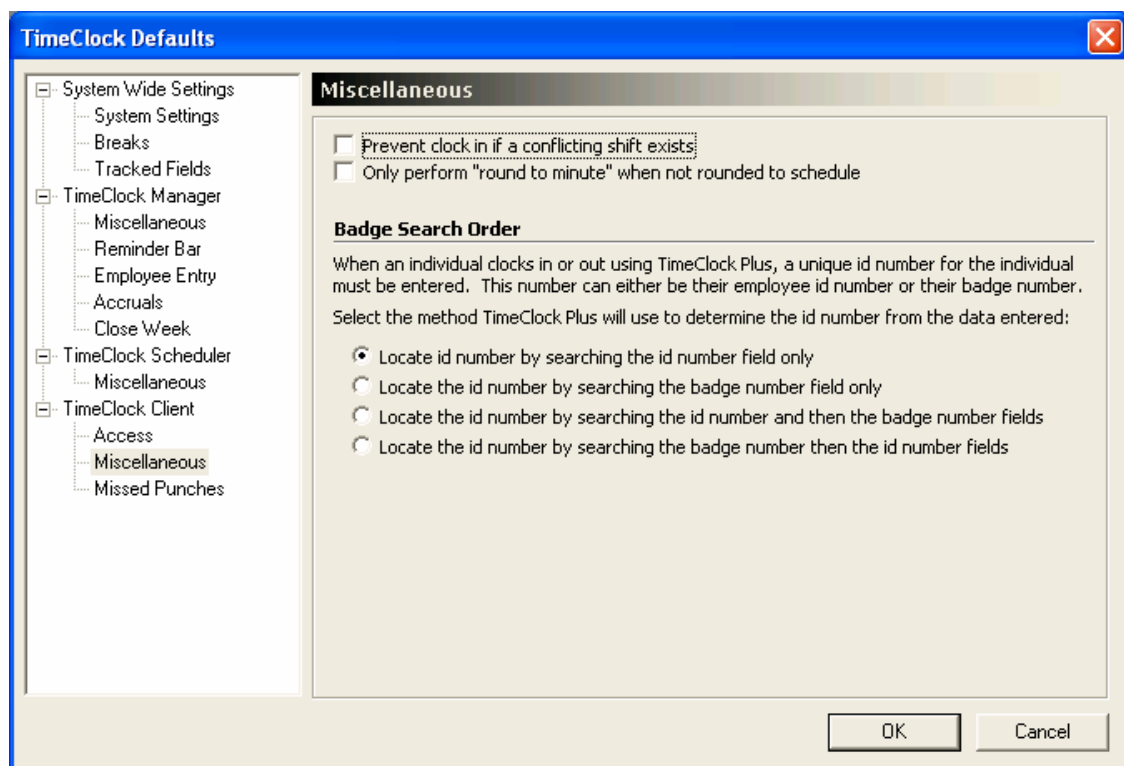 TimeClock Defaults
System Wide Settings
System Settings
Breaks
Tracked Fields
TimeClock Manager
Miscellaneous
Reminder Bar
Employee Entry
Accruals
Close Week
TimeClock Scheduler
Miscellaneous
TimeClock Client
Access
Miscellaneous
Missed Punches
Miscellaneous
Prevent clock in if a conflicting shift exists
Only perform "round to minute" when not rounded to schedule
Badge Search Order
When an individual clocks in or out using TimeClock Plus, a unique id number for the individual
must be entered.  This number can either be their employee id number or their badge number.
Select the method TimeClock Plus will use to determine the id number from the data entered:
Locate id number by searching the id number field only
Locate the id number by searching the badge number field only
Locate the id number by searching the id number and then the badge number fields
Locate the id number by searching the badge number then the id number fields
OK
Cancel